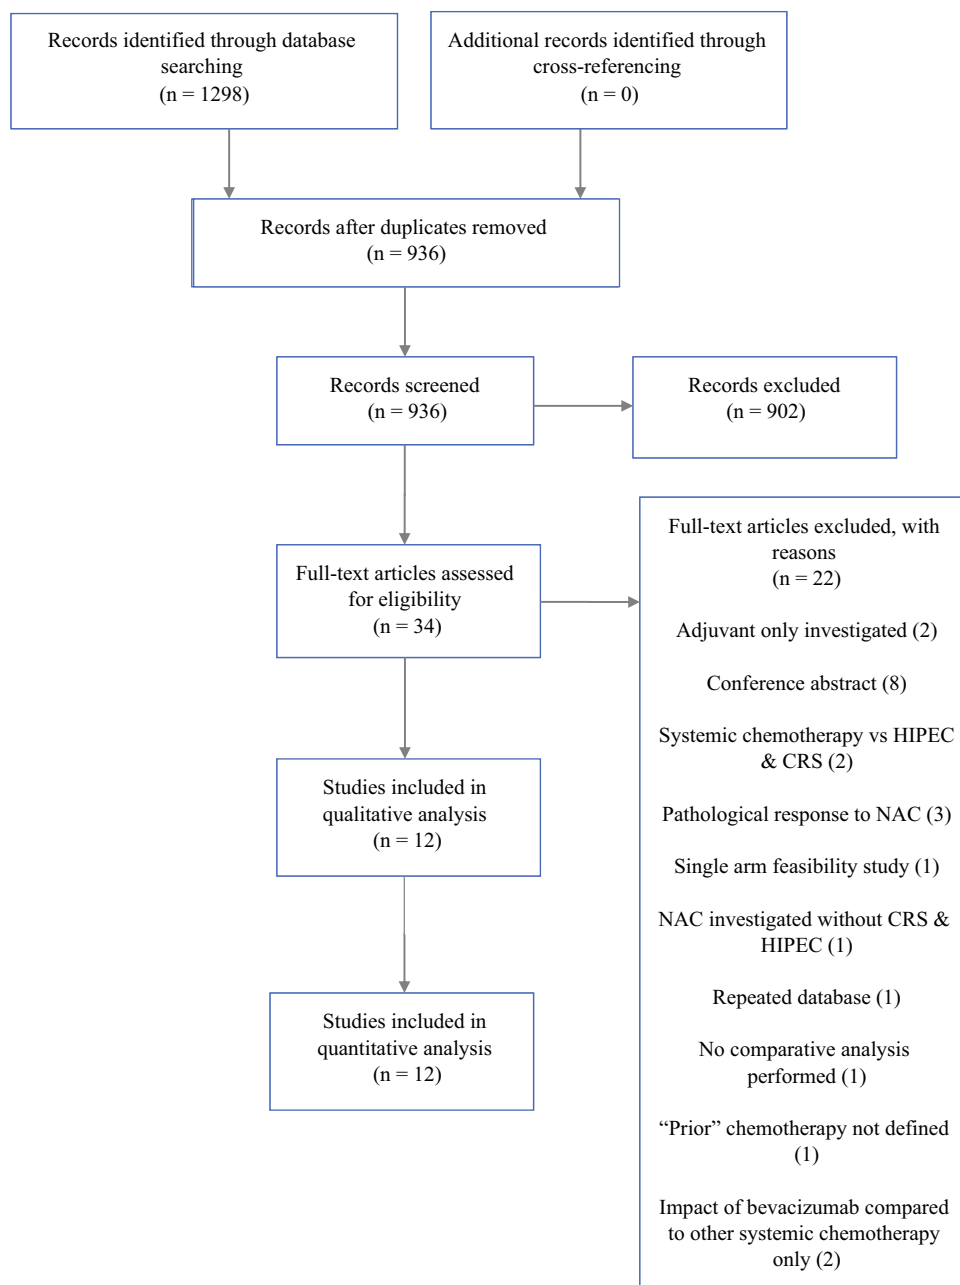 Records identified through database
searching
(n = 1298)
Additional records identified through
cross-referencing
(n = 0)
Records after duplicates removed
(n = 936)
Records screened
(n = 936)
Records excluded
(n = 902)
Full-text articles assessed
for eligibility
(n = 34)
Full-text articles excluded, with
reasons
(n = 22)
Adjuvant only investigated (2)
Conference abstract (8)
Systemic chemotherapy vs HIPEC
& CRS (2)
Pathological response to NAC (3)
Single arm feasibility study (1)
NAC investigated without CRS &
HIPEC (1)
Repeated database (1)
No comparative analysis
performed (1)
“Prior” chemotherapy not defined
(1)
Impact of bevacizumab compared
to other systemic chemotherapy
only (2)
Studies included in
qualitative analysis
(n = 12)
Studies included in
quantitative analysis
(n = 12)